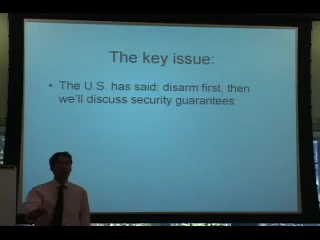 The key issue:
• The U.S. has said: disarm first, then
we'll discuss security guarantees